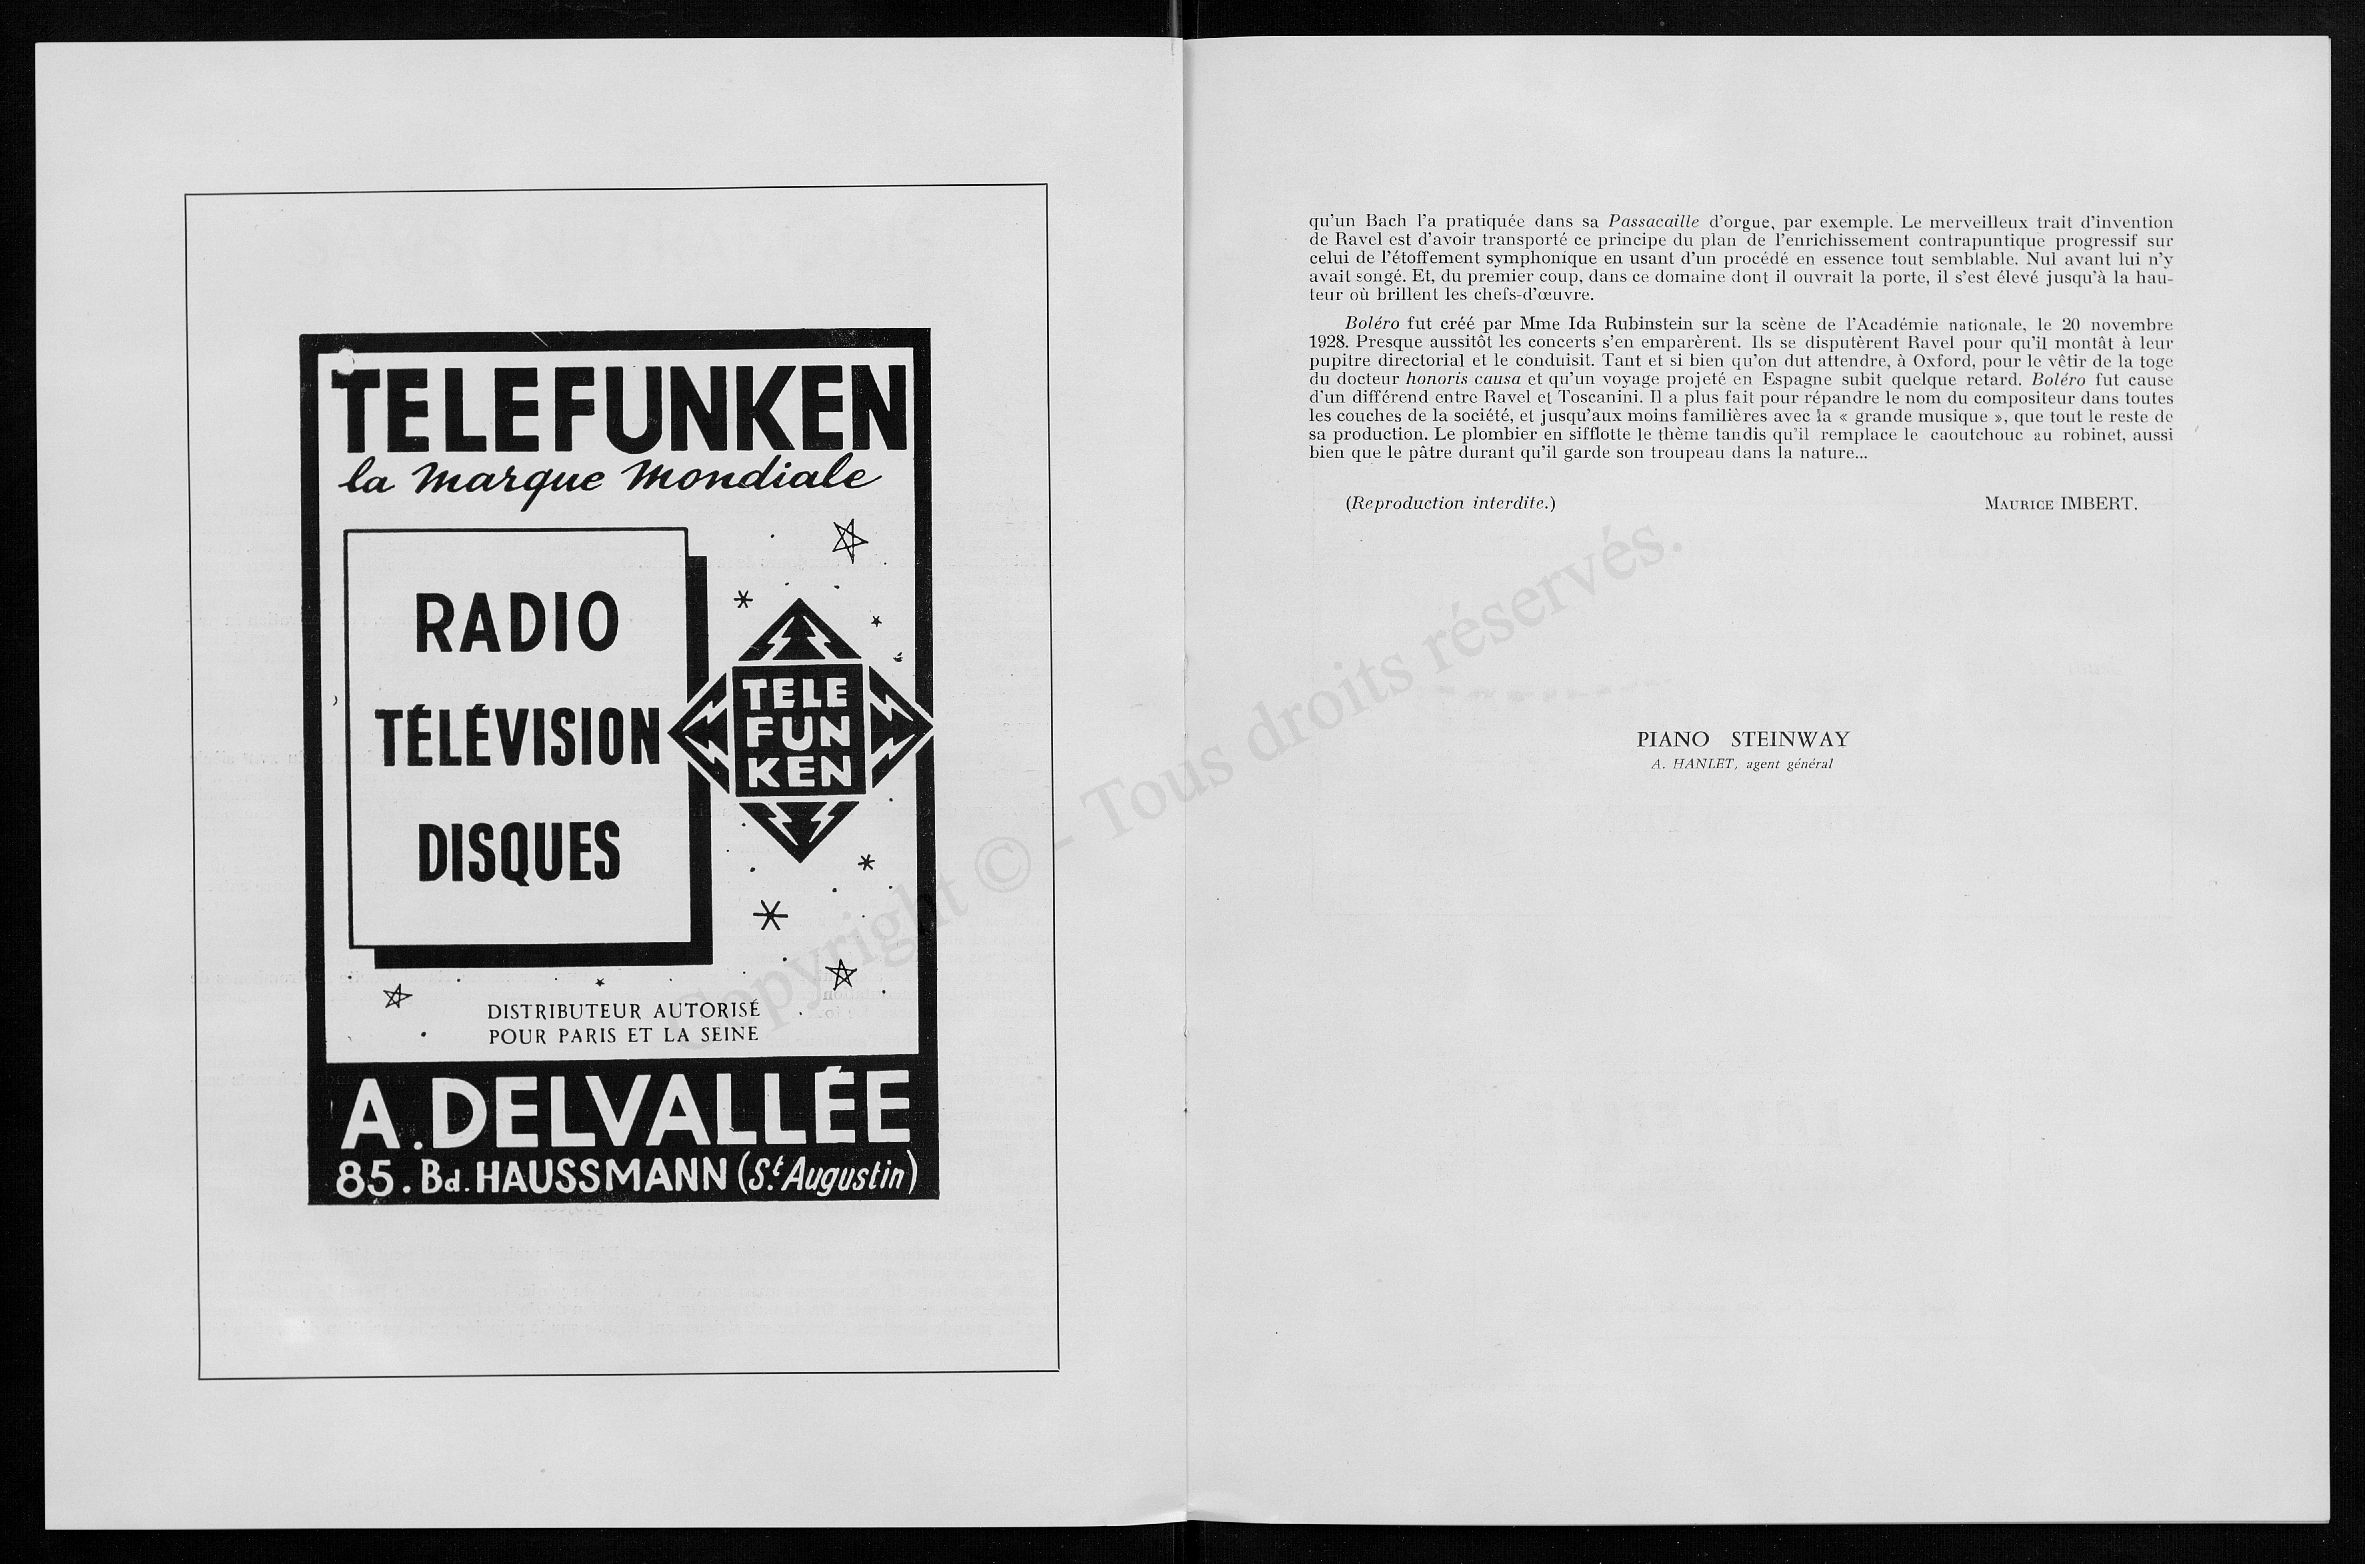 TELEFUNKEN
la marque mondiale
RADIO
TÉLÉVISION
DISQUES
TELE
FUN
KEN
DISTRIBUTEUR AUTORISÉ
POUR PARIS ET LA SEINE
A. DELVALLÉE
85. Bd. HAUSSMANN (St. Augustin)
qu'un Bach l'a pratiquée dans sa Passacaille d'orgue, par exemple. Le merveilleux trait d'invention
de Ravel est d'avoir transporté ce principe du plan de l'enrichissement contrapuntique progressif sur
celui de l'étoffement symphonique en usant d'un procédé en essence tout semblable. Nul avant lui n'y
avait songé. Et, du premier coup, dans ce domaine dont il ouvrait la porte, il s'est élevé jusqu'à la hau-
teur où brillent les chefs-d'œuvre.
Boléro fut créé par Mme Ida Rubinstein sur la scène de l'Académie nationale, le 20 novembre
1928. Presque aussitôt les concerts s'en emparèrent. Ils se disputèrent Ravel pour qu'il montât à leur
pupitre directorial et le conduisit. Tant et si bien qu'on dut attendre, à Oxford, pour le vêtir de la toge
du docteur honoris causa et qu'un voyage projeté en Espagne subit quelque retard. Boléro fut cause
d'un différend entre Ravel et Toscanini. Il a plus fait pour répandre le nom du compositeur dans toutes
les couches de la société, et jusqu'aux moins familières avec la « grande musique », que tout le reste de
sa production. Le plombier en sifflotte le thème tandis qu'il remplace le caoutchouc au robinet, aussi
bien que le pâtre durant qu'il garde son troupeau dans la nature...
(Reproduction interdite.) MAURICE IMBERT.
PIANO STEINWAY
A. HANLET, agent général
Copyright © - Tous droits réservés.